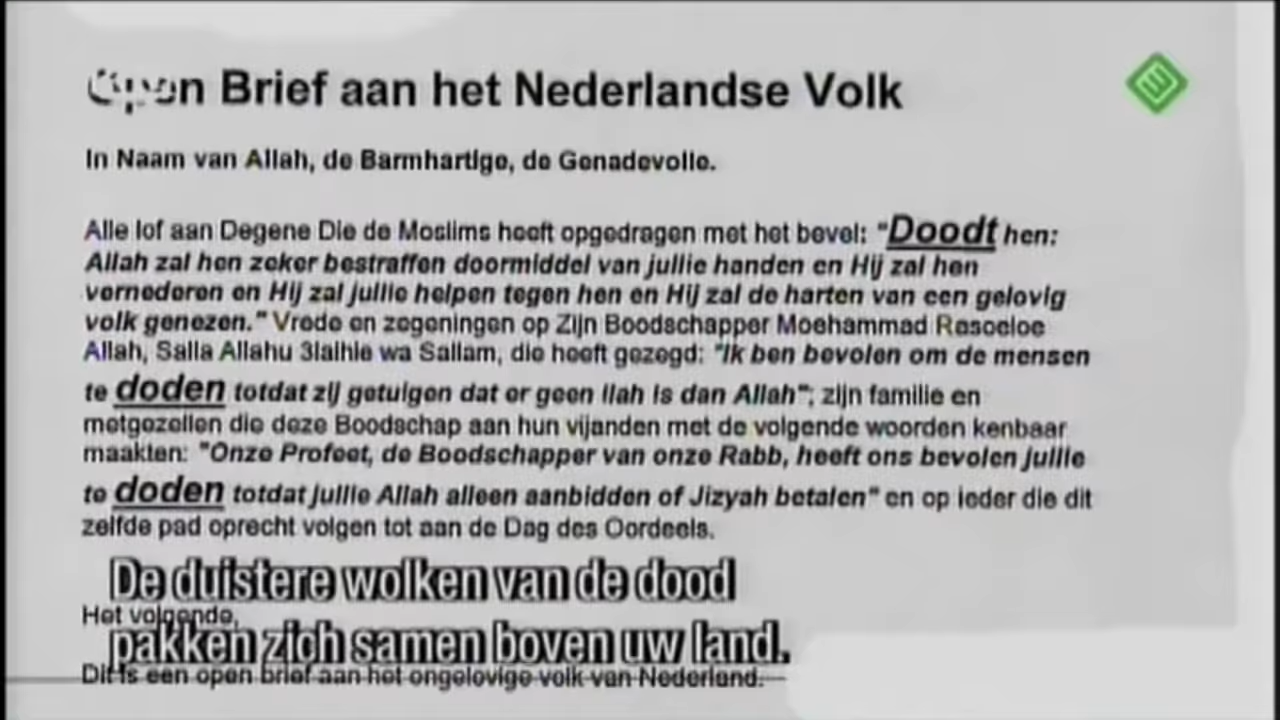 Open Brief aan het Nederlandse Volk
In Naam van Allah, de Barmhartige, de Genadevolle.
Alle lof aan Degene Die de Moslims heeft opgedragen met het bevel: "Doodt hen:
Allah zal hen zeker bestraffen doormiddel van jullie handen en Hij zal hen
vernederen en Hij zal jullie helpen tegen hen en Hij zal de harten van een gelovig
volk genezen." Vrede en zegeningen op Zijn Boodschapper Moehammad Rasoeloe
Allah, Salla Allahu 3laihie wa Sallam, die heeft gezegd: "Ik ben bevolen om de mensen
te doden totdat zij getuigen dat er geen ilah is dan Allah"; zijn familie en
metgezellen die deze Boodschap aan hun vijanden met de volgende woorden kenbaar
maakten: "Onze Profeet, de Boodschapper van onze Rabb, heeft ons bevolen jullie
te doden totdat jullie Allah alleen aanbidden of Jizyah betalen" en op ieder die dit
zelfde pad oprecht volgen tot aan de Dag des Oordeels.
De duistere wolken van de dood
Het volgende,
pakken zich samen boven uw land.
Dit is een open brief aan het ongelovige volk van Nederland.